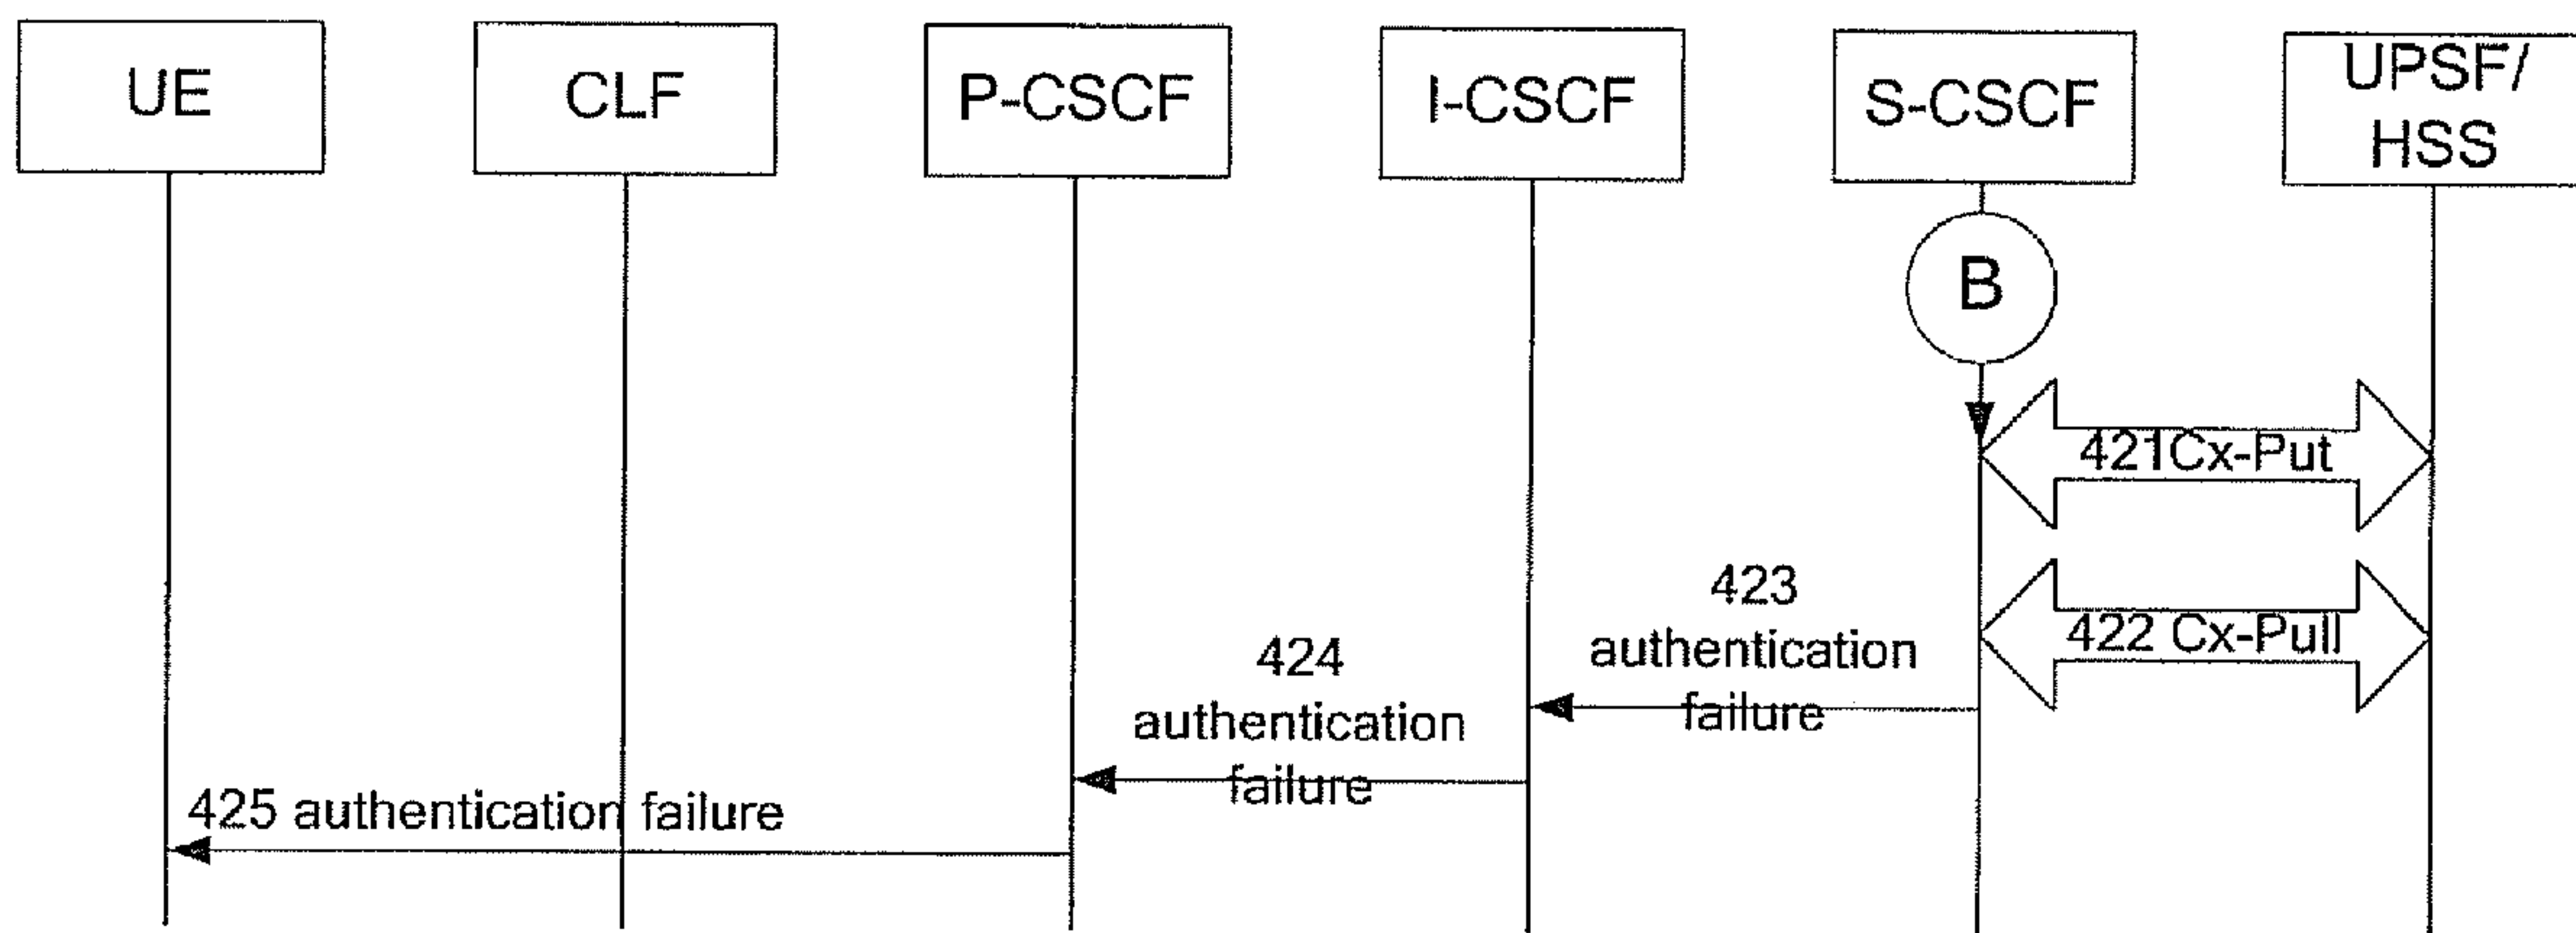 UE
CLF
P-CSCF
I-CSCF
S-CSCF
UPSF/
HSS
B
421Cx-Put
422 Cx-Pull
423
authentication
failure
424
authentication
failure
425 authentication failure